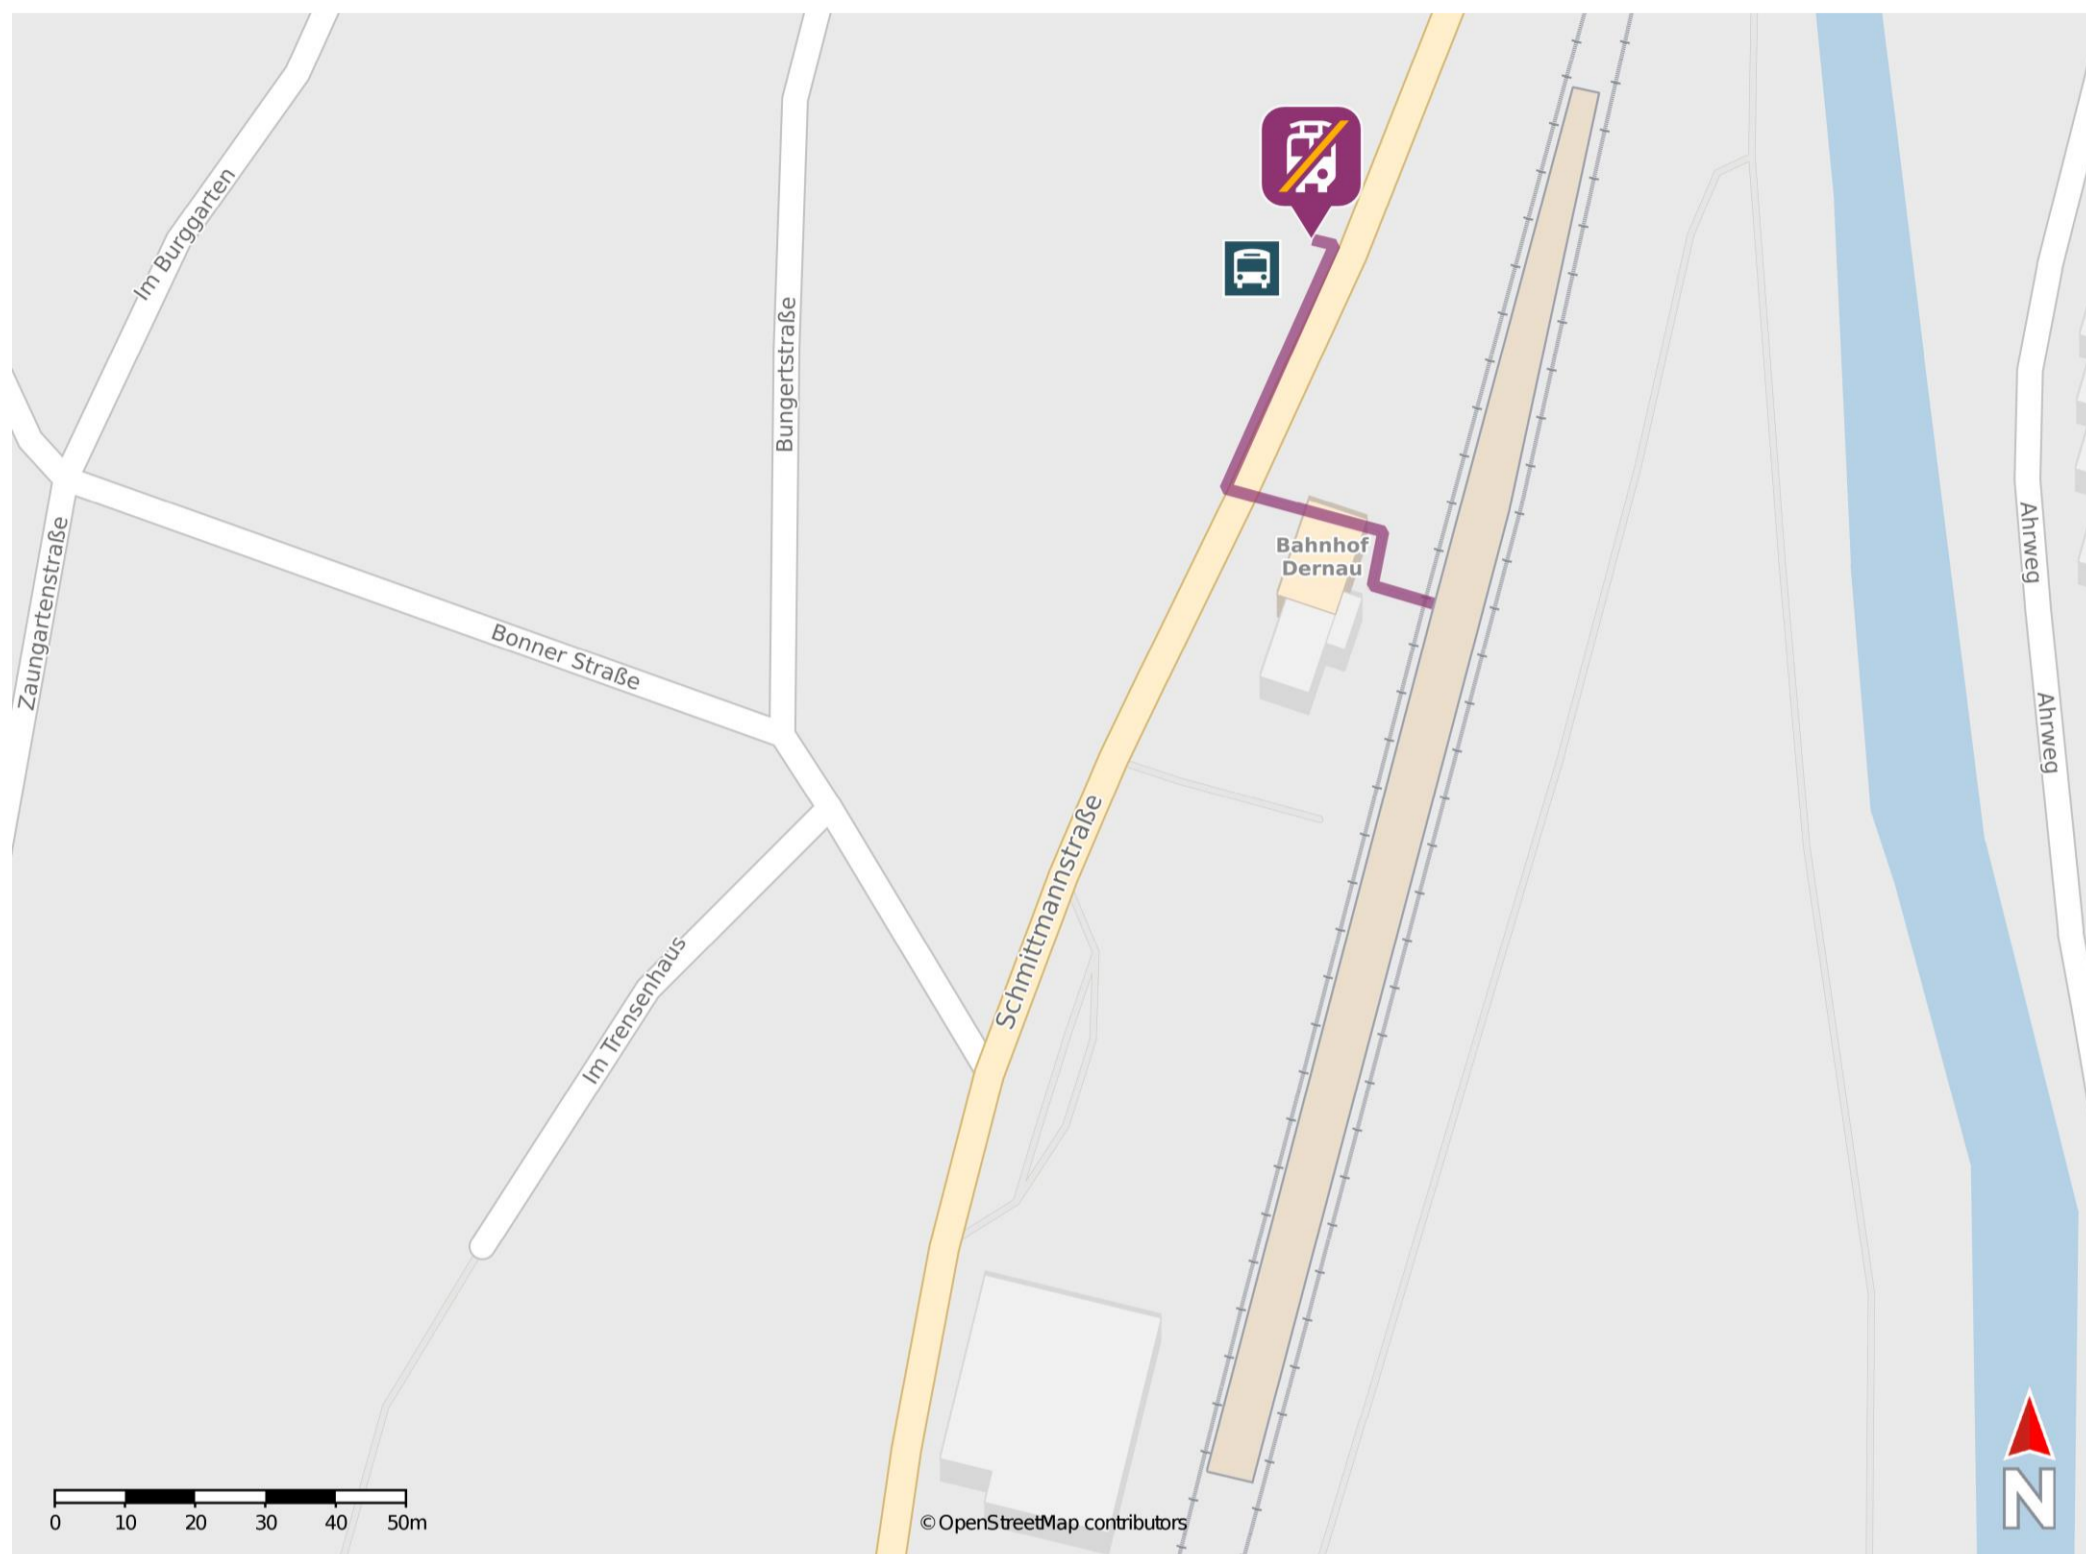 Im Burggarten
Bungertstraße
Zaungartenstraße
Bonner Straße
Bahnhof
Dernau
Ahrweg
Ahrweg
Schmittmannstraße
Im Trensenhaus
0 10 20 30 40 50m
© OpenStreetMap contributors
N